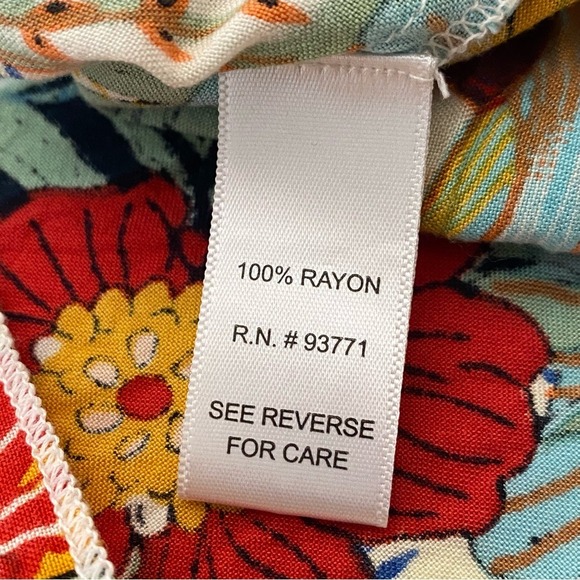 100% RAYON
R.N. # 93771
SEE REVERSE
FOR CARE